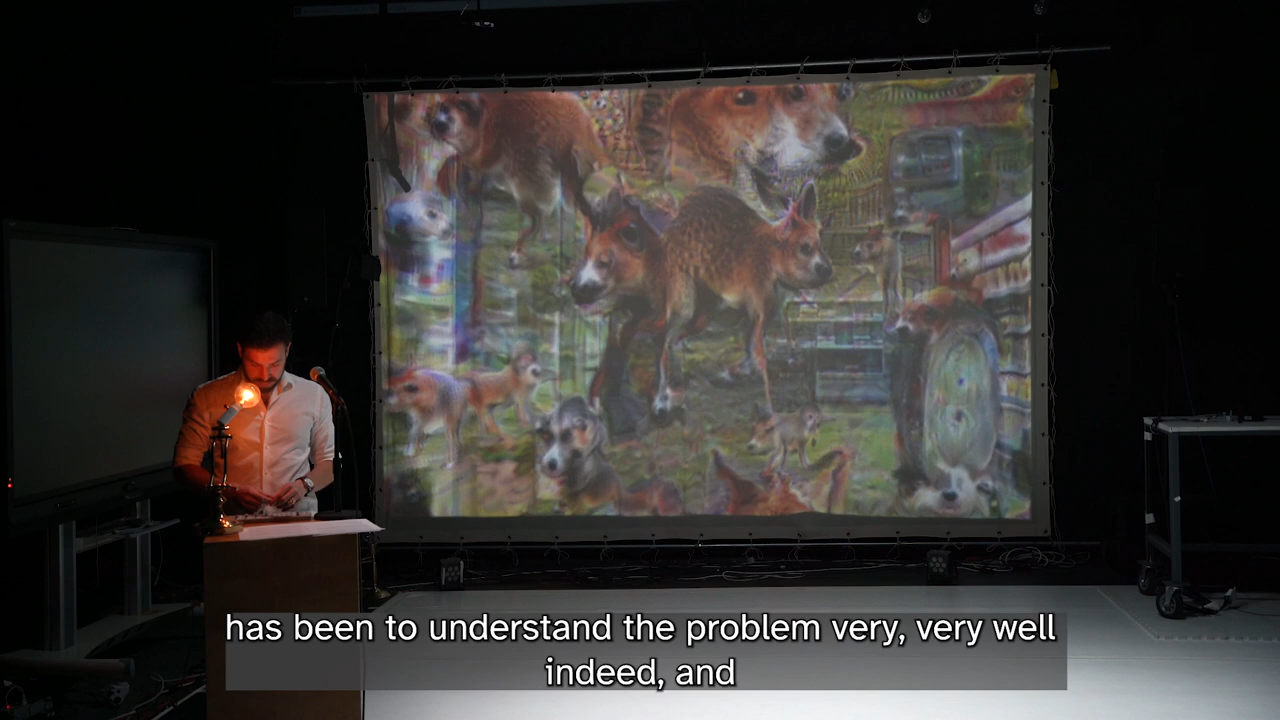 has been to understand the problem very, very well
indeed, and